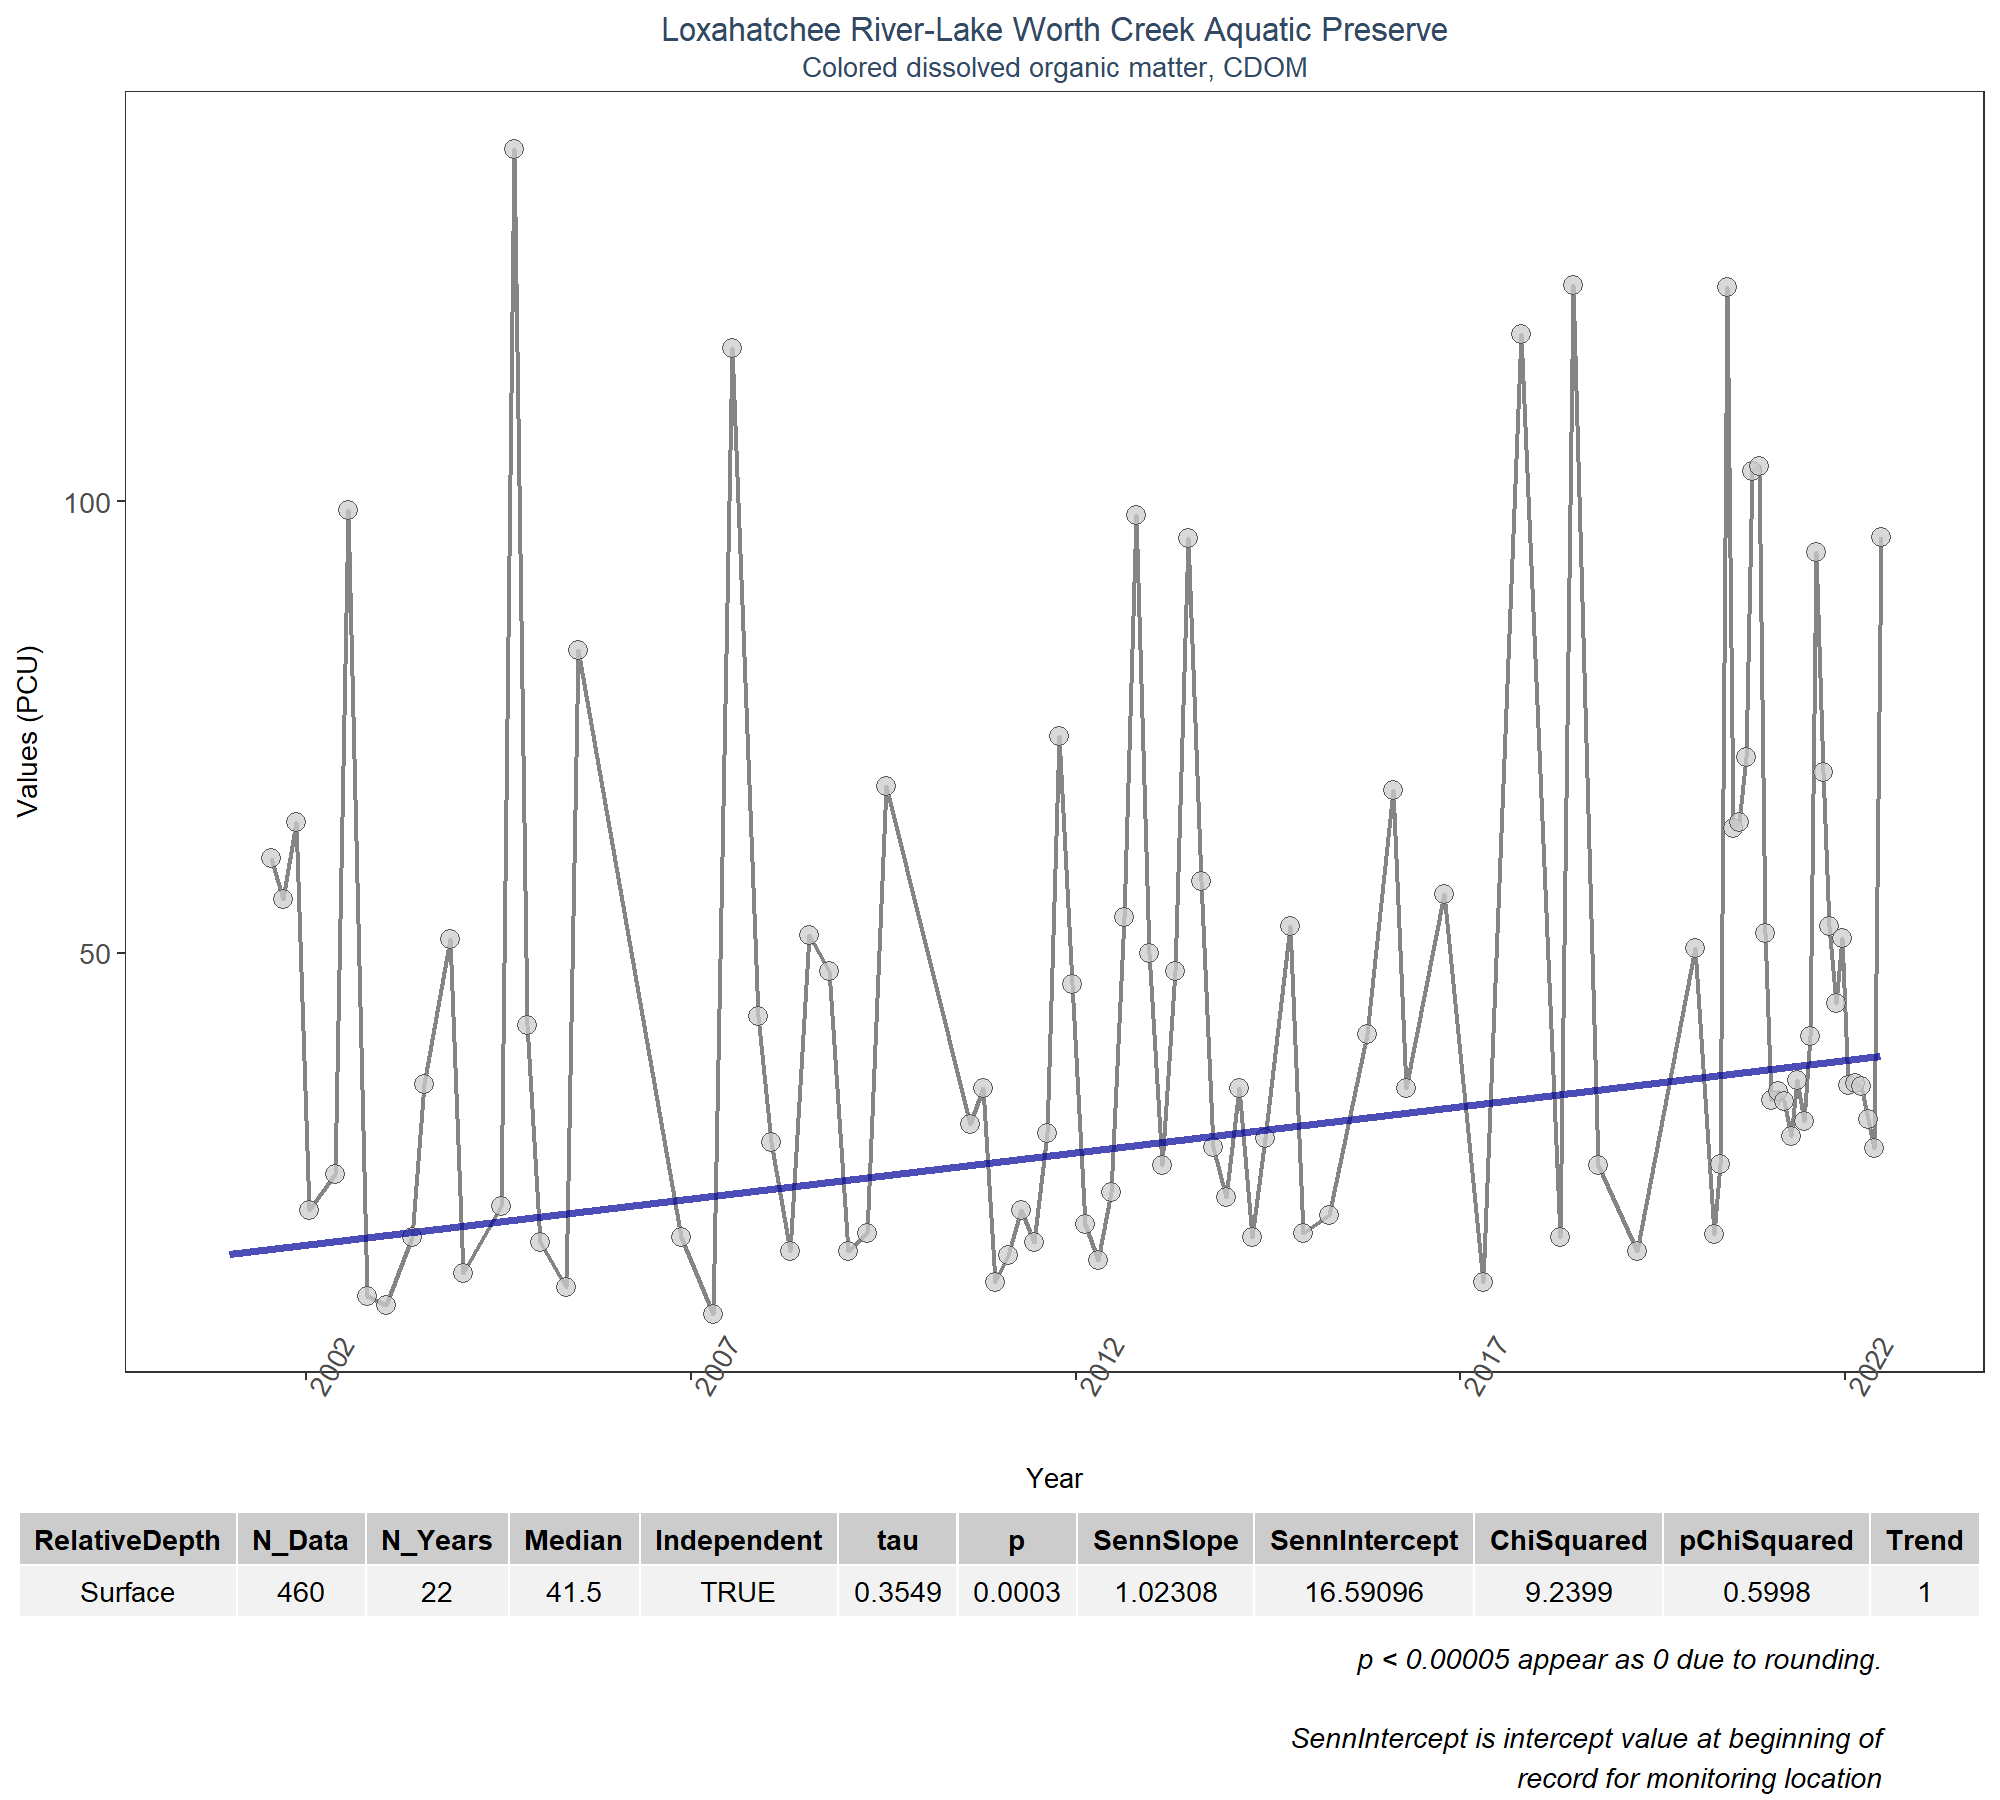 Loxahatchee River-Lake Worth Creek Aquatic Preserve
Colored dissolved organic matter, CDOM
Values (PCU)
100
50
2002 2007 2012 2017 2022
Year
RelativeDepth N_Data N_Years Median Independent tau p SennSlope SennIntercept ChiSquared pChiSquared Trend
Surface 460 22 41.5 TRUE 0.3549 0.0003 1.02308 16.59096 9.2399 0.5998 1
p < 0.00005 appear as 0 due to rounding.
SennIntercept is intercept value at beginning of
record for monitoring location